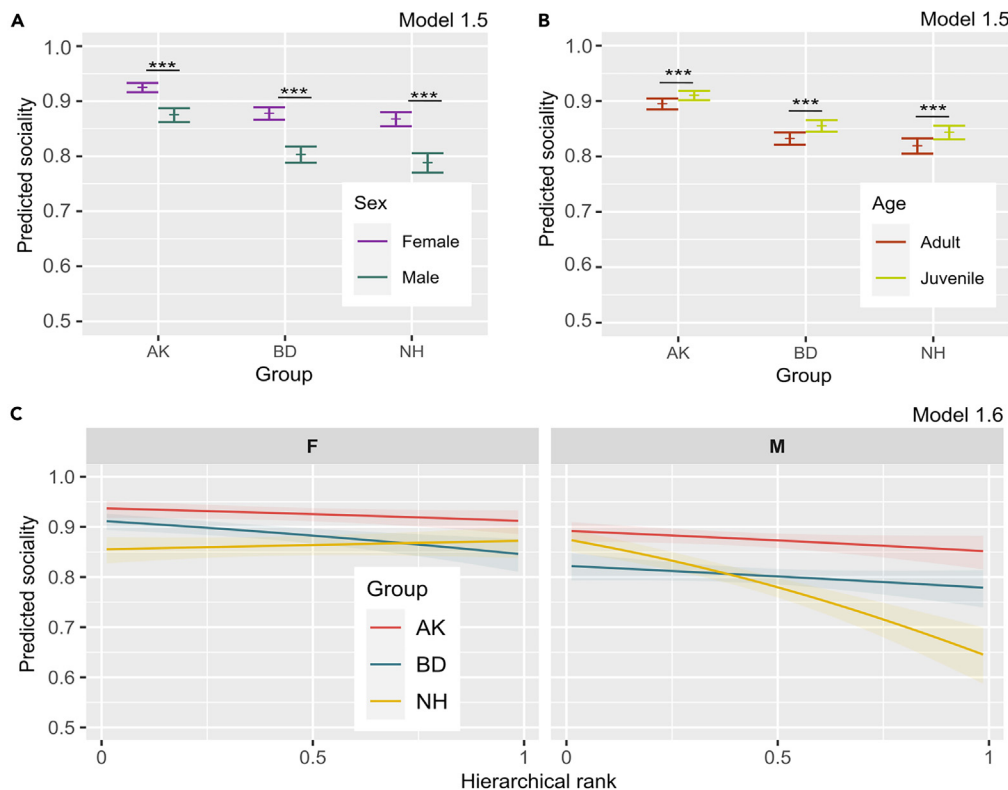 A
Model 1.5
Predicted sociality
1.0
0.9
0.8
0.7
0.6
0.5
***
***
***
Sex
Female
Male
AK
BD
NH
Group
B
Model 1.5
Predicted sociality
1.0
0.9
0.8
0.7
0.6
0.5
***
***
***
Age
Adult
Juvenile
AK
BD
NH
Group
C
Model 1.6
F
M
Predicted sociality
1.0
0.9
0.8
0.7
0.6
0.5
Group
AK
BD
NH
0
0.5
1
0
0.5
1
Hierarchical rank